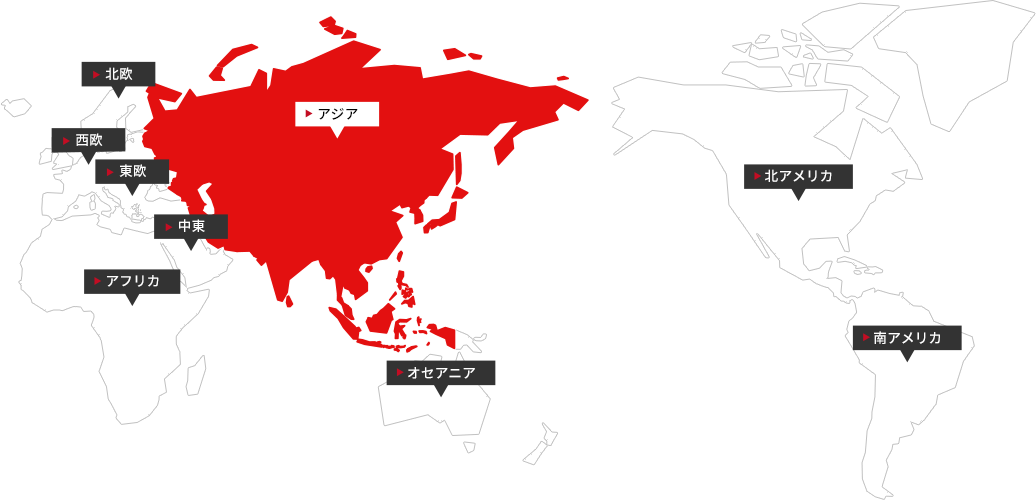 北欧
アジア
西欧
東欧
北アメリカ
中東
アフリカ
南アメリカ
オセアニア